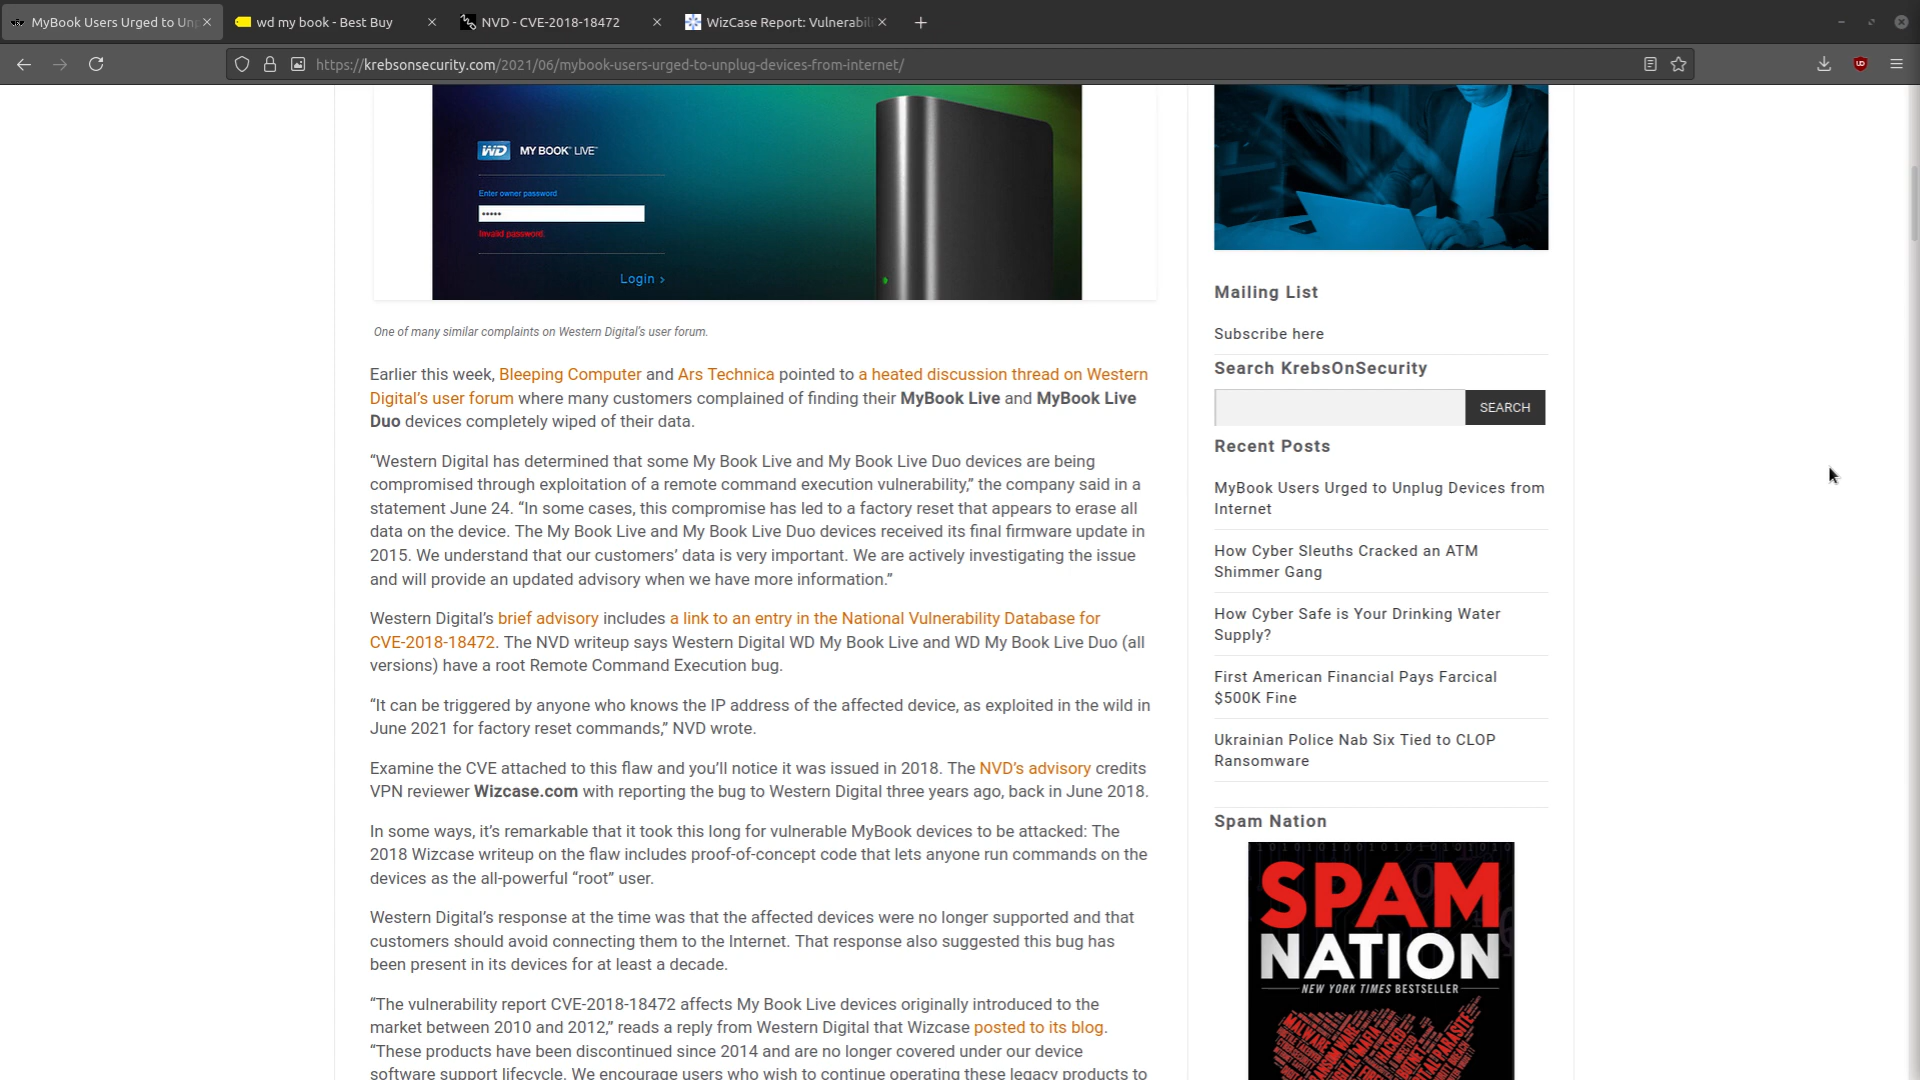 MyBook Users Urged to Un
wd my book - Best Buy
NVD - CVE-2018-18472
WizCase Report: Vulnerabil
https://krebsonsecurity.com/2021/06/mybook-users-urged-to-unplug-devices-from-internet/
WD MY BOOK LIVE
Enter owner password
•••••
Invalid password.
Login ›
One of many similar complaints on Western Digital's user forum.
Earlier this week, Bleeping Computer and Ars Technica pointed to a heated discussion thread on Western
Digital’s user forum where many customers complained of finding their MyBook Live and MyBook Live
Duo devices completely wiped of their data.
“Western Digital has determined that some My Book Live and My Book Live Duo devices are being
compromised through exploitation of a remote command execution vulnerability,” the company said in a
statement June 24. “In some cases, this compromise has led to a factory reset that appears to erase all
data on the device. The My Book Live and My Book Live Duo devices received its final firmware update in
2015. We understand that our customers’ data is very important. We are actively investigating the issue
and will provide an updated advisory when we have more information.”
Western Digital’s brief advisory includes a link to an entry in the National Vulnerability Database for
CVE-2018-18472. The NVD writeup says Western Digital WD My Book Live and WD My Book Live Duo (all
versions) have a root Remote Command Execution bug.
“It can be triggered by anyone who knows the IP address of the affected device, as exploited in the wild in
June 2021 for factory reset commands,” NVD wrote.
Examine the CVE attached to this flaw and you’ll notice it was issued in 2018. The NVD’s advisory credits
VPN reviewer Wizcase.com with reporting the bug to Western Digital three years ago, back in June 2018.
In some ways, it’s remarkable that it took this long for vulnerable MyBook devices to be attacked: The
2018 Wizcase writeup on the flaw includes proof-of-concept code that lets anyone run commands on the
devices as the all-powerful “root” user.
Western Digital’s response at the time was that the affected devices were no longer supported and that
customers should avoid connecting them to the Internet. That response also suggested this bug has
been present in its devices for at least a decade.
“The vulnerability report CVE-2018-18472 affects My Book Live devices originally introduced to the
market between 2010 and 2012,” reads a reply from Western Digital that Wizcase posted to its blog.
“These products have been discontinued since 2014 and are no longer covered under our device
software support lifecycle. We encourage users who wish to continue operating these legacy products to
Mailing List
Subscribe here
Search KrebsOnSecurity
SEARCH
Recent Posts
MyBook Users Urged to Unplug Devices from
Internet
How Cyber Sleuths Cracked an ATM
Shimmer Gang
How Cyber Safe is Your Drinking Water
Supply?
First American Financial Pays Farcical
$500K Fine
Ukrainian Police Nab Six Tied to CLOP
Ransomware
Spam Nation
SPAM
NATION
NEW YORK TIMES BESTSELLER
MALWARE
HACKED
PARASITE